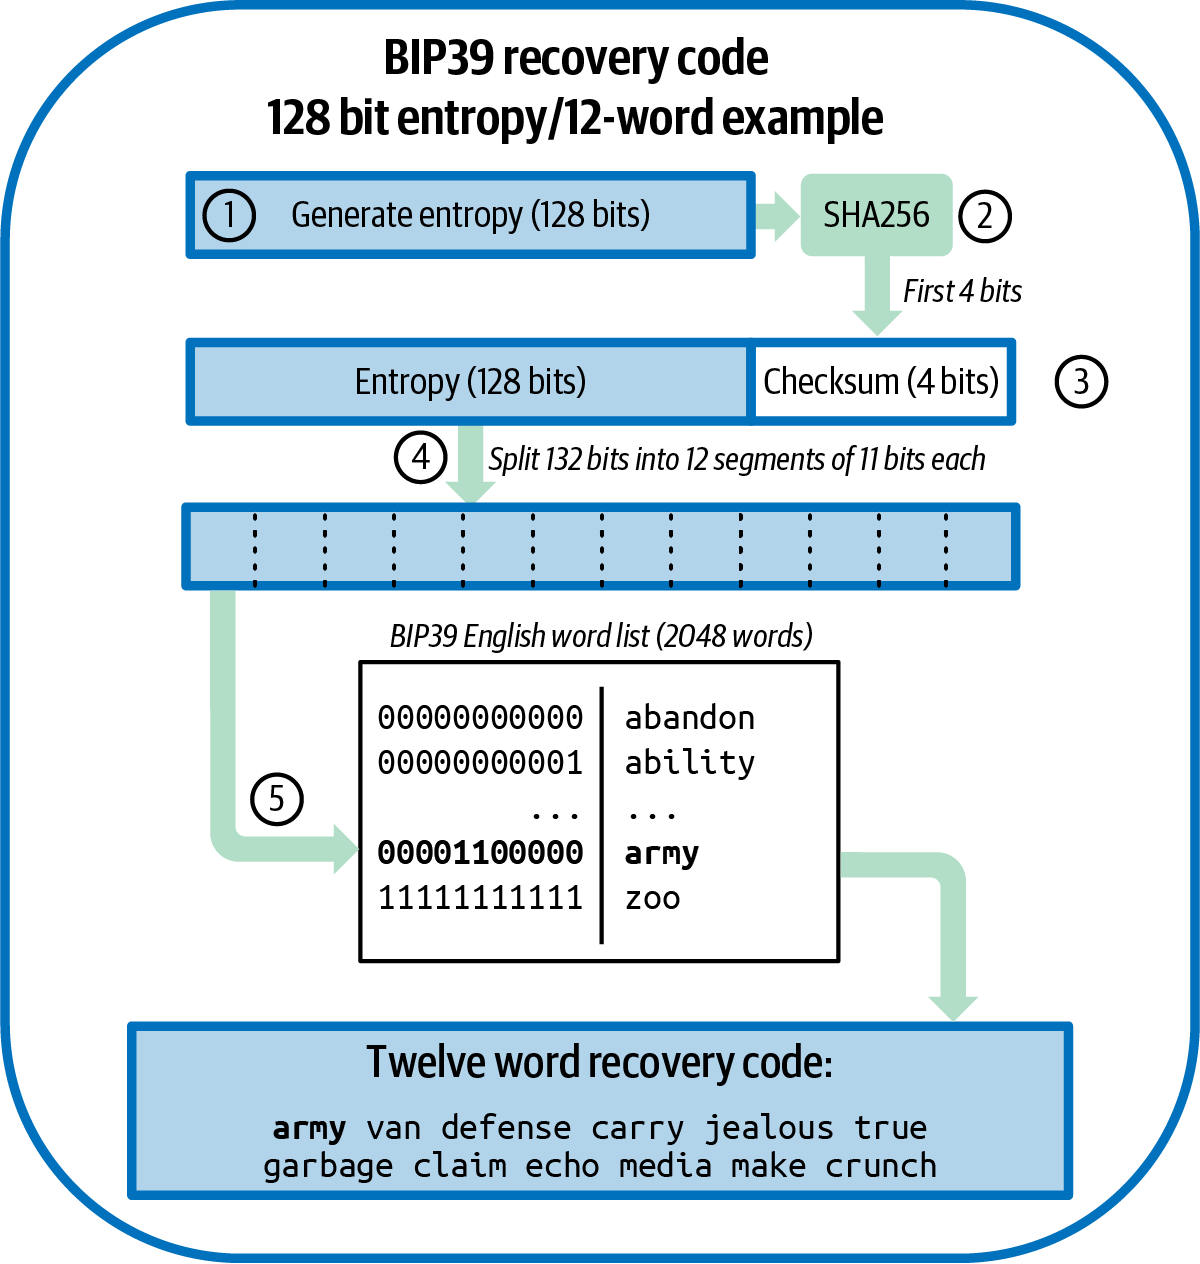 BIP39 recovery code
128 bit entropy/12-word example
1 Generate entropy (128 bits)
SHA256 2
First 4 bits
Entropy (128 bits)
Checksum (4 bits)
3
4 Split 132 bits into 12 segments of 11 bits each
BIP39 English word list (2048 words)
00000000000 abandon
00000000001 ability
... ...
5
00001100000 army
11111111111 zoo
Twelve word recovery code:
army van defense carry jealous true
garbage claim echo media make crunch